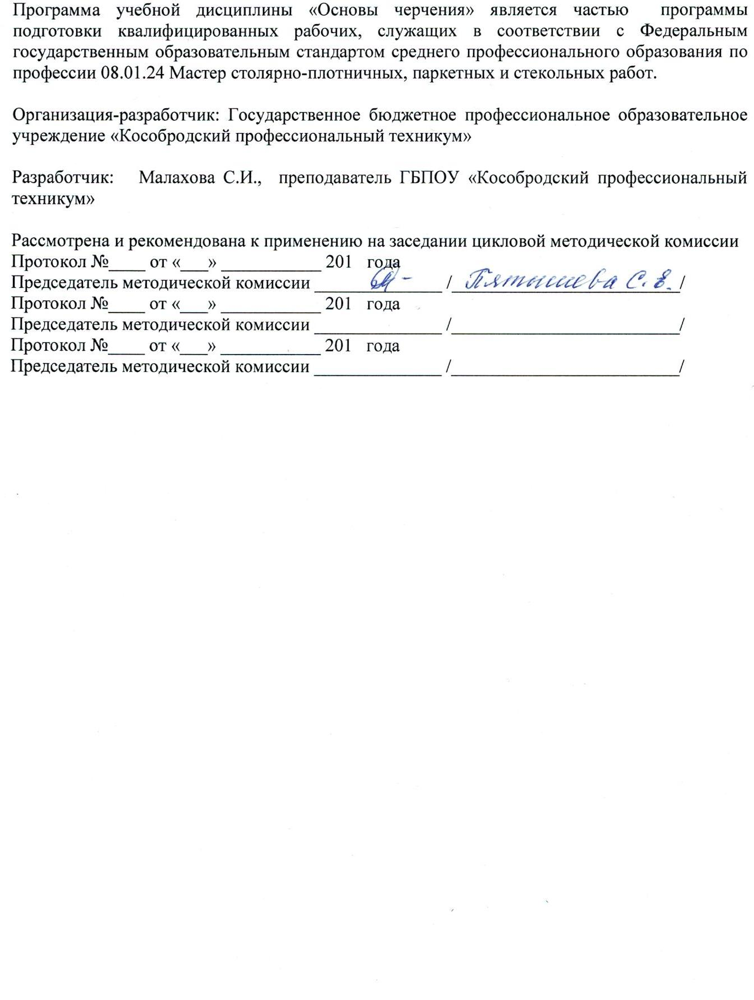 Программа учебной дисциплины «Основы черчения» является частью программы
подготовки квалифицированных рабочих, служащих в соответствии с Федеральным
государственным образовательным стандартом среднего профессионального образования по
профессии 08.01.24 Мастер столярно-плотничных, паркетных и стекольных работ.
Организация-разработчик: Государственное бюджетное профессиональное образовательное
учреждение «Кособродский профессиональный техникум»
Разработчик: Малахова С.И., преподаватель ГБПОУ «Кособродский профессиональный
техникум»
Рассмотрена и рекомендована к применению на заседании цикловой методической комиссии
Протокол №____ от «___» ___________ 201 года
Председатель методической комиссии ______________ / С. Е. /
Протокол №____ от «___» ___________ 201 года
Председатель методической комиссии ______________ /_________________________/
Протокол №____ от «___» ___________ 201 года
Председатель методической комиссии ______________ /_________________________/